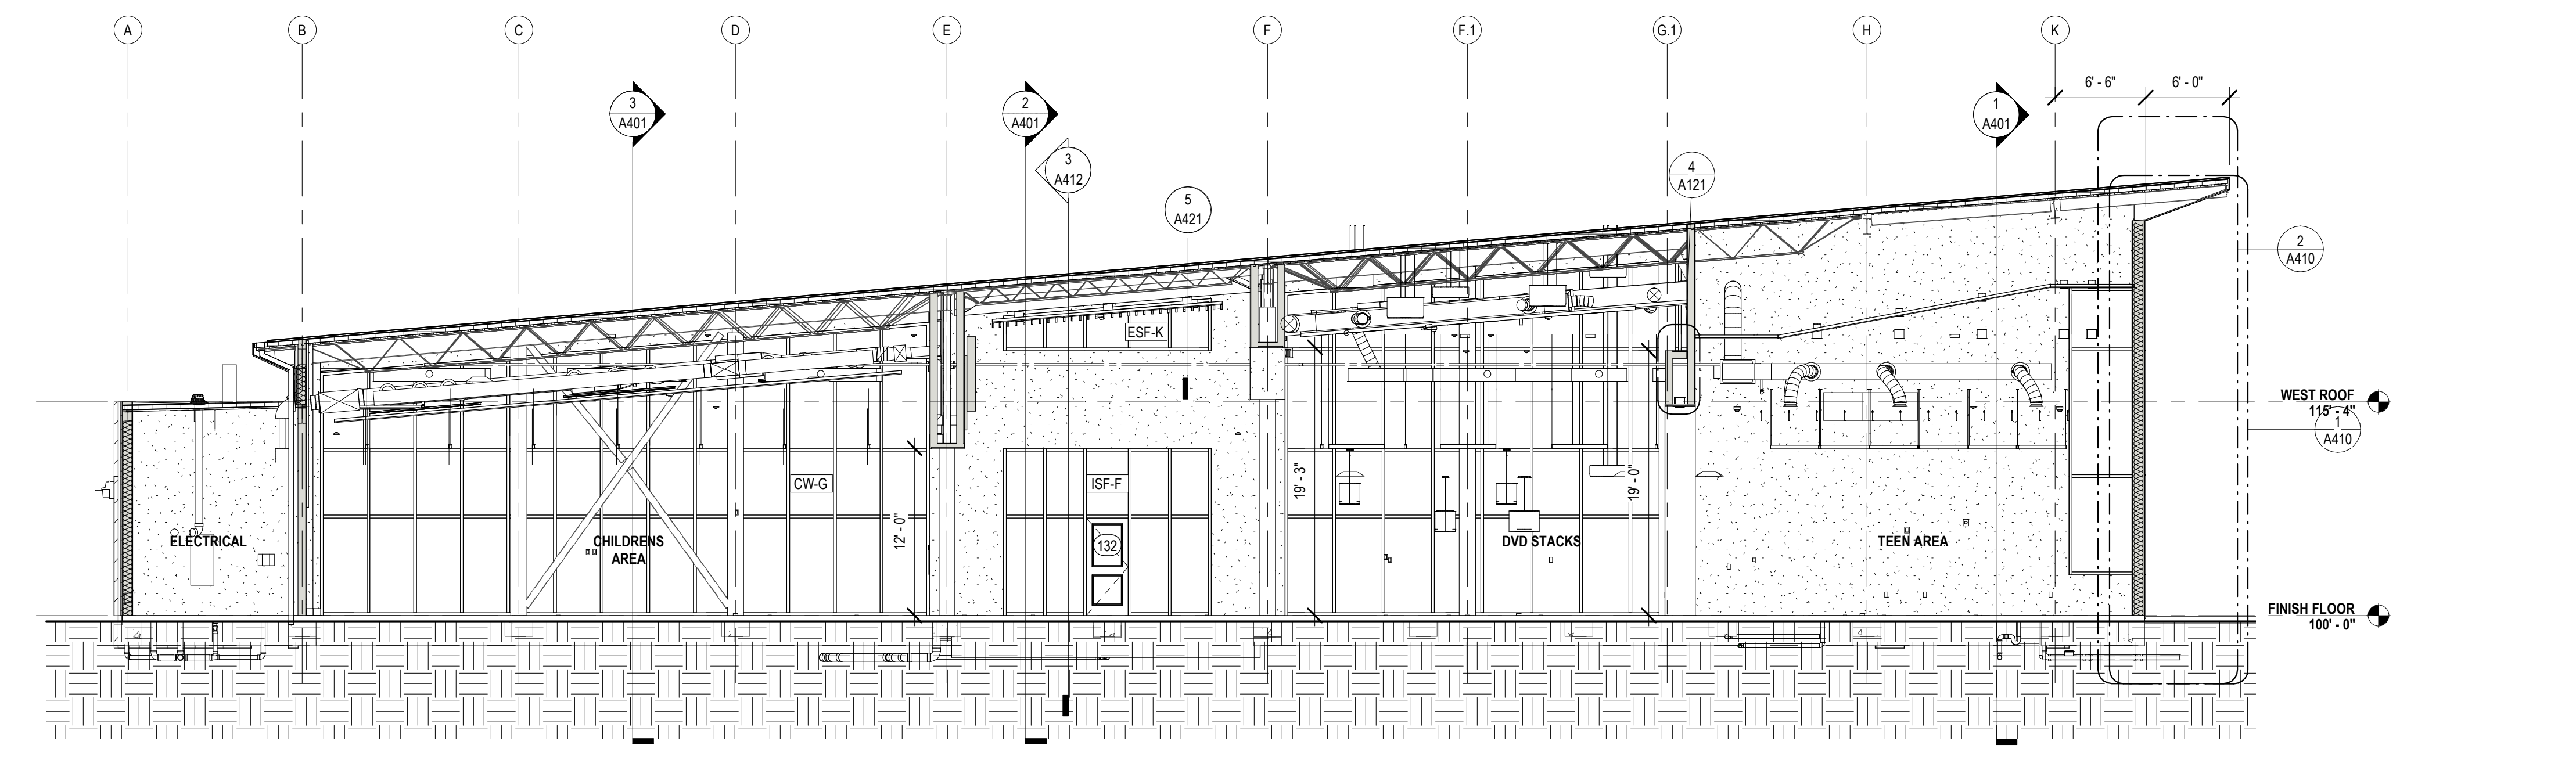 A B C D E F F.1 G.1 H K
6' - 6" 6' - 0"
3
A401
2
A401
1
A401
3
A412
4
A121
5
A421
2
A410
ESF-K
WEST ROOF
115' - 4"
1
A410
CW-G
ISF-F
19' - 3"
19' - 0"
12' - 0"
132
ELECTRICAL
CHILDRENS
AREA
DVD STACKS
TEEN AREA
FINISH FLOOR
100' - 0"